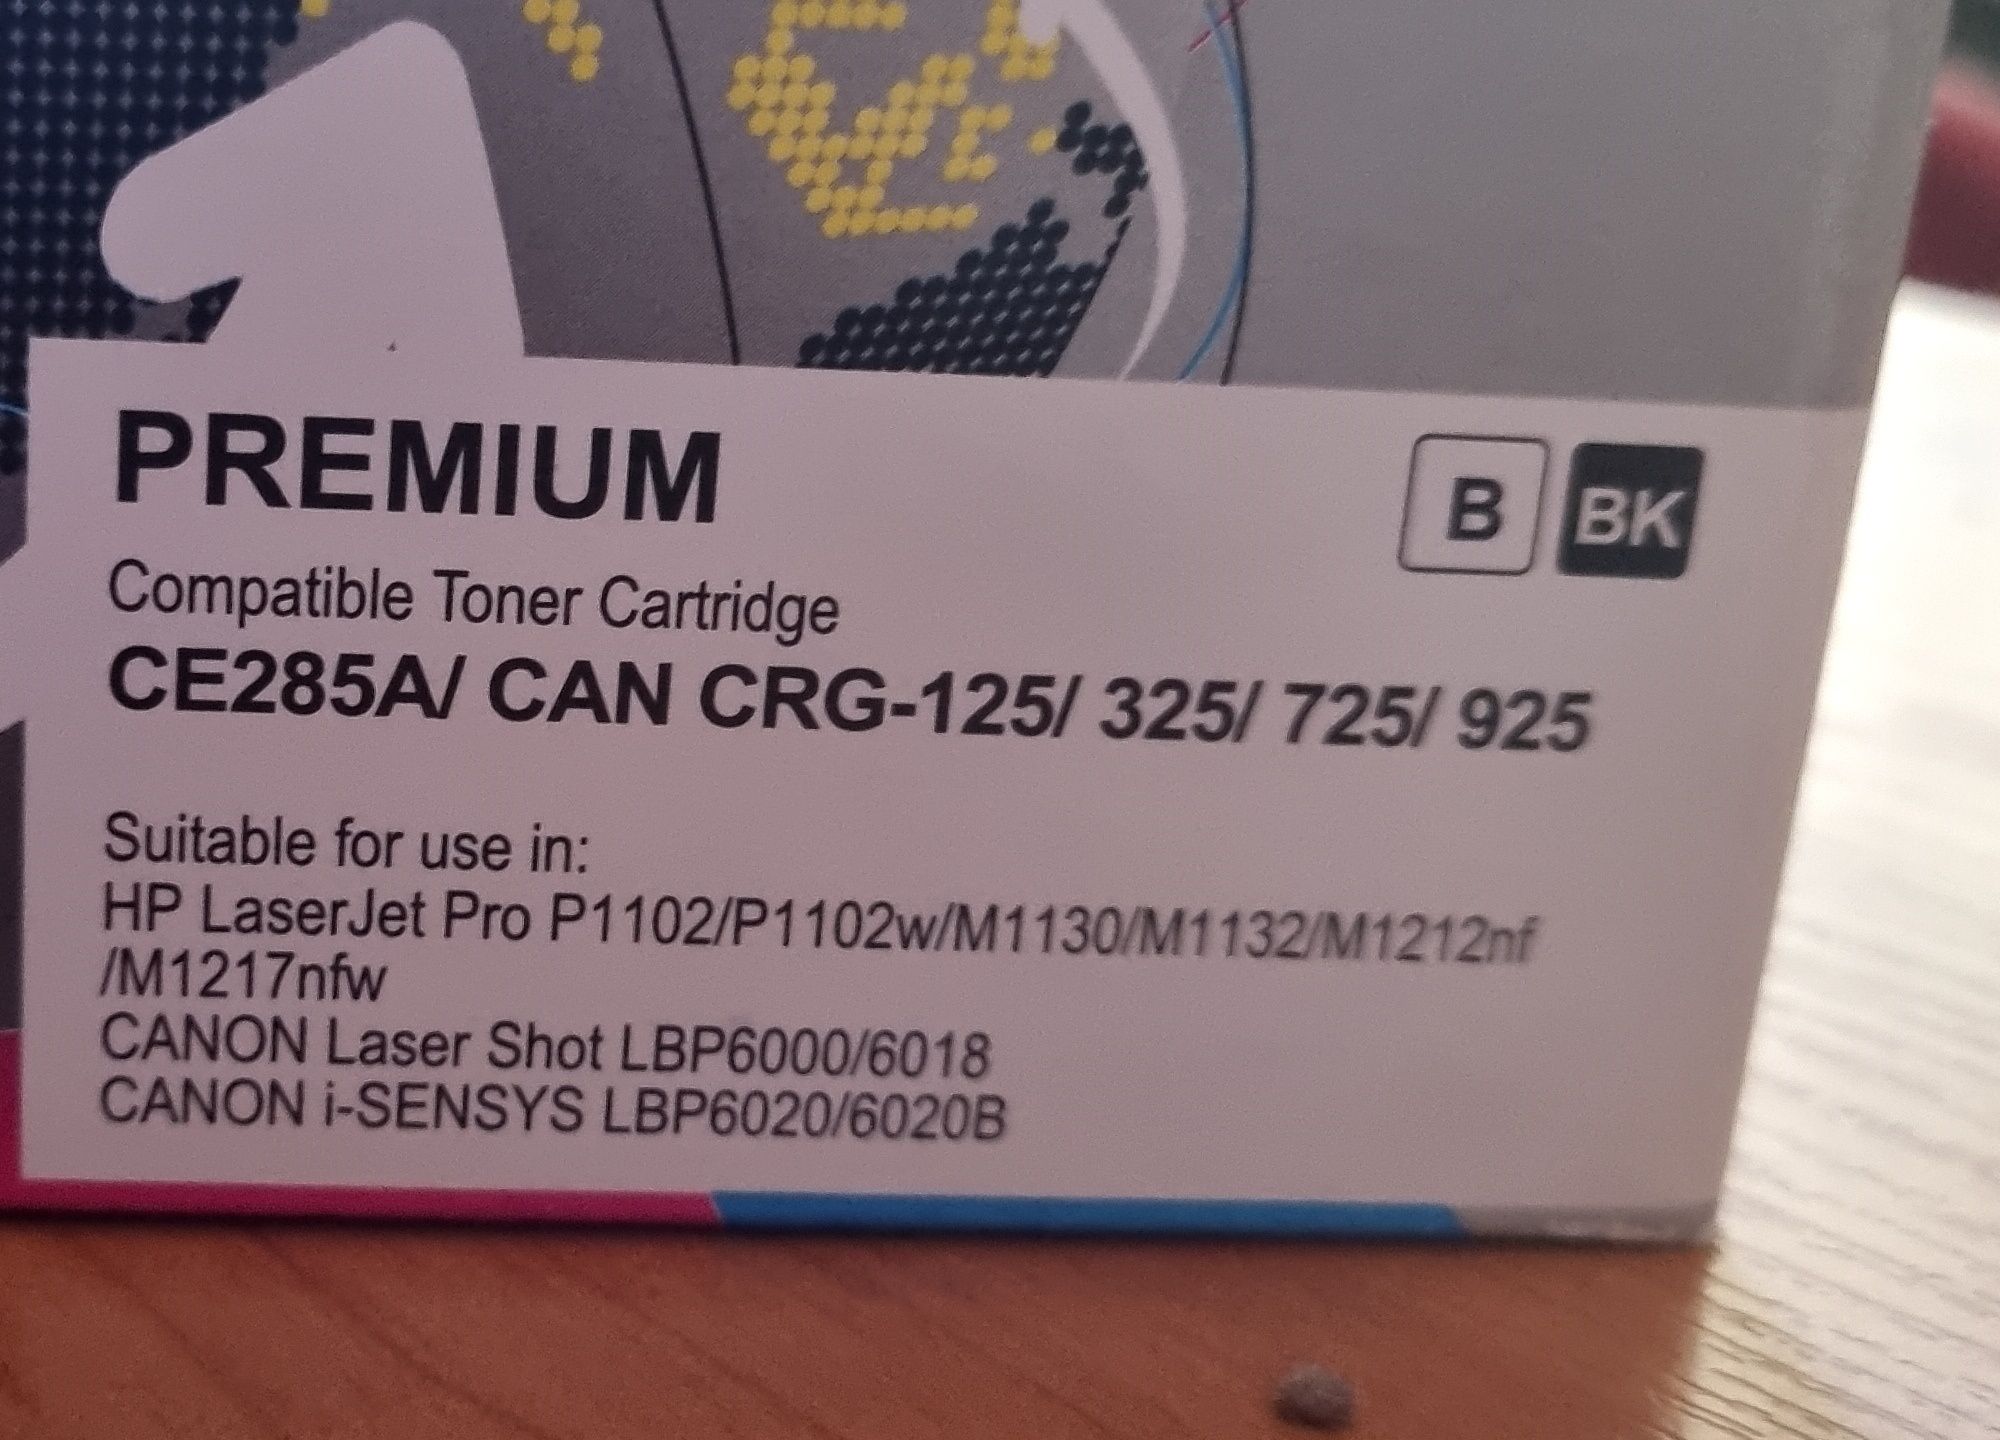 PREMIUM
B BK
Compatible Toner Cartridge
CE285A/ CAN CRG-125/ 325/ 725/ 925
Suitable for use in:
HP LaserJet Pro P1102/P1102w/M1130/M1132/M1212nf
/M1217nfw
CANON Laser Shot LBP6000/6018
CANON i-SENSYS LBP6020/6020B